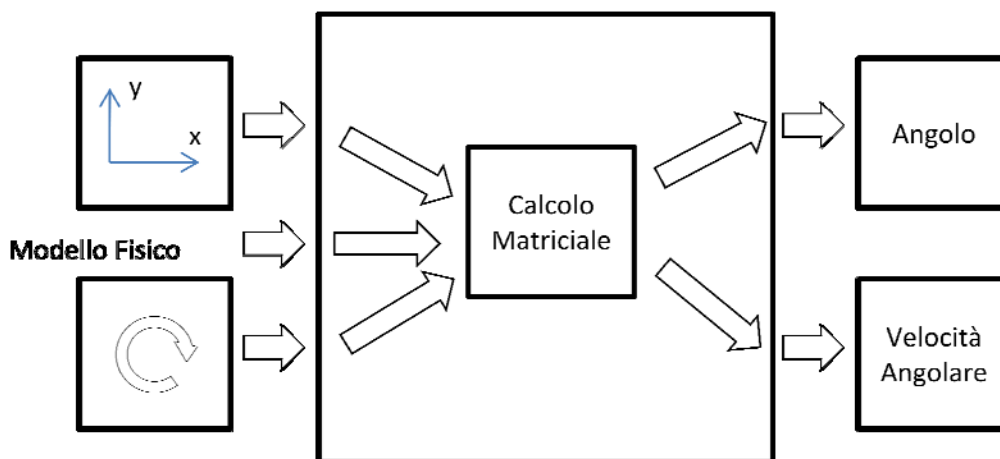 y
x
Modello Fisico
Calcolo
Matriciale
Angolo
Velocità
Angolare